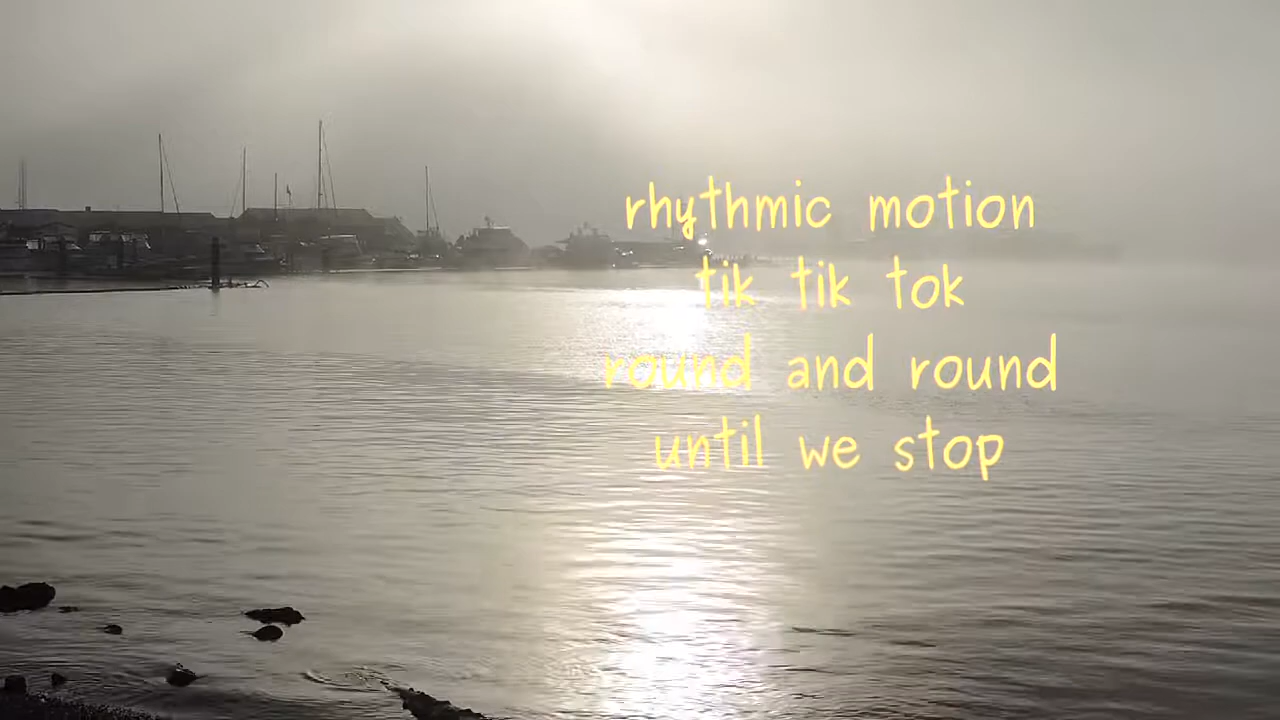 rhythmic motion
tik tik tok
round and round
until we stop